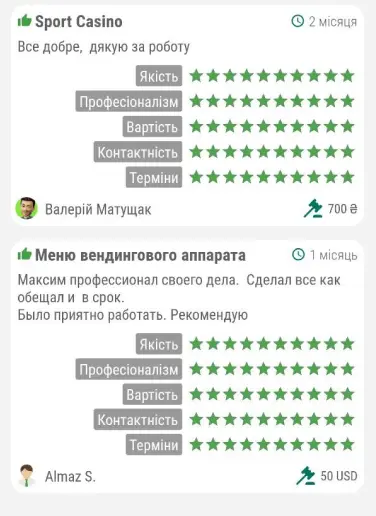 Sport Casino
2 місяця
Все добре, дякую за роботу
Якість
Професіоналізм
Вартість
Контактність
Терміни
Валерій Матущак
700 ₴
Меню вендингового аппарата
1 місяць
Максим профессионал своего дела. Сделал все как
обещал и в срок.
Было приятно работать. Рекомендую
Якість
Професіоналізм
Вартість
Контактність
Терміни
Almaz S.
50 USD